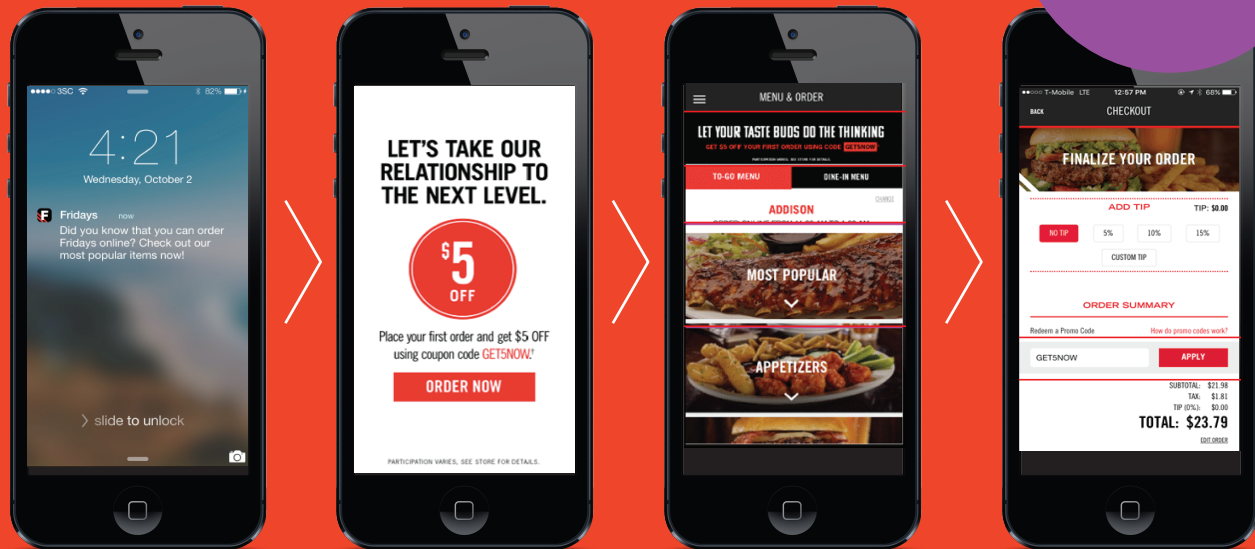 3SC
82%
4:21
Wednesday, October 2
F
Fridays now
Did you know that you can order
Fridays online? Check out our
most popular items now!
> slide to unlock
LET'S TAKE OUR
RELATIONSHIP TO
THE NEXT LEVEL.
$5
OFF
Place your first order and get $5 OFF
using coupon code GET5NOW.†
ORDER NOW
PARTICIPATION VARIES, SEE STORE FOR DETAILS.
MENU & ORDER
LET YOUR TASTE BUDS DO THE THINKING
GET $5 OFF YOUR FIRST ORDER USING CODE GET5NOW
PARTICIPATION VARIES, SEE STORE FOR DETAILS.
TO-GO MENU DINE-IN MENU
CHANGE
ADDISON
MOST POPULAR
APPETIZERS
T-Mobile LTE 12:57 PM 68%
BACK CHECKOUT
FINALIZE YOUR ORDER
ADD TIP TIP: $0.00
NO TIP 5% 10% 15%
CUSTOM TIP
ORDER SUMMARY
Redeem a Promo Code How do promo codes work?
GET5NOW APPLY
SUBTOTAL: $21.98
TAX: $1.81
TIP (0%): $0.00
TOTAL: $23.79
EDIT ORDER